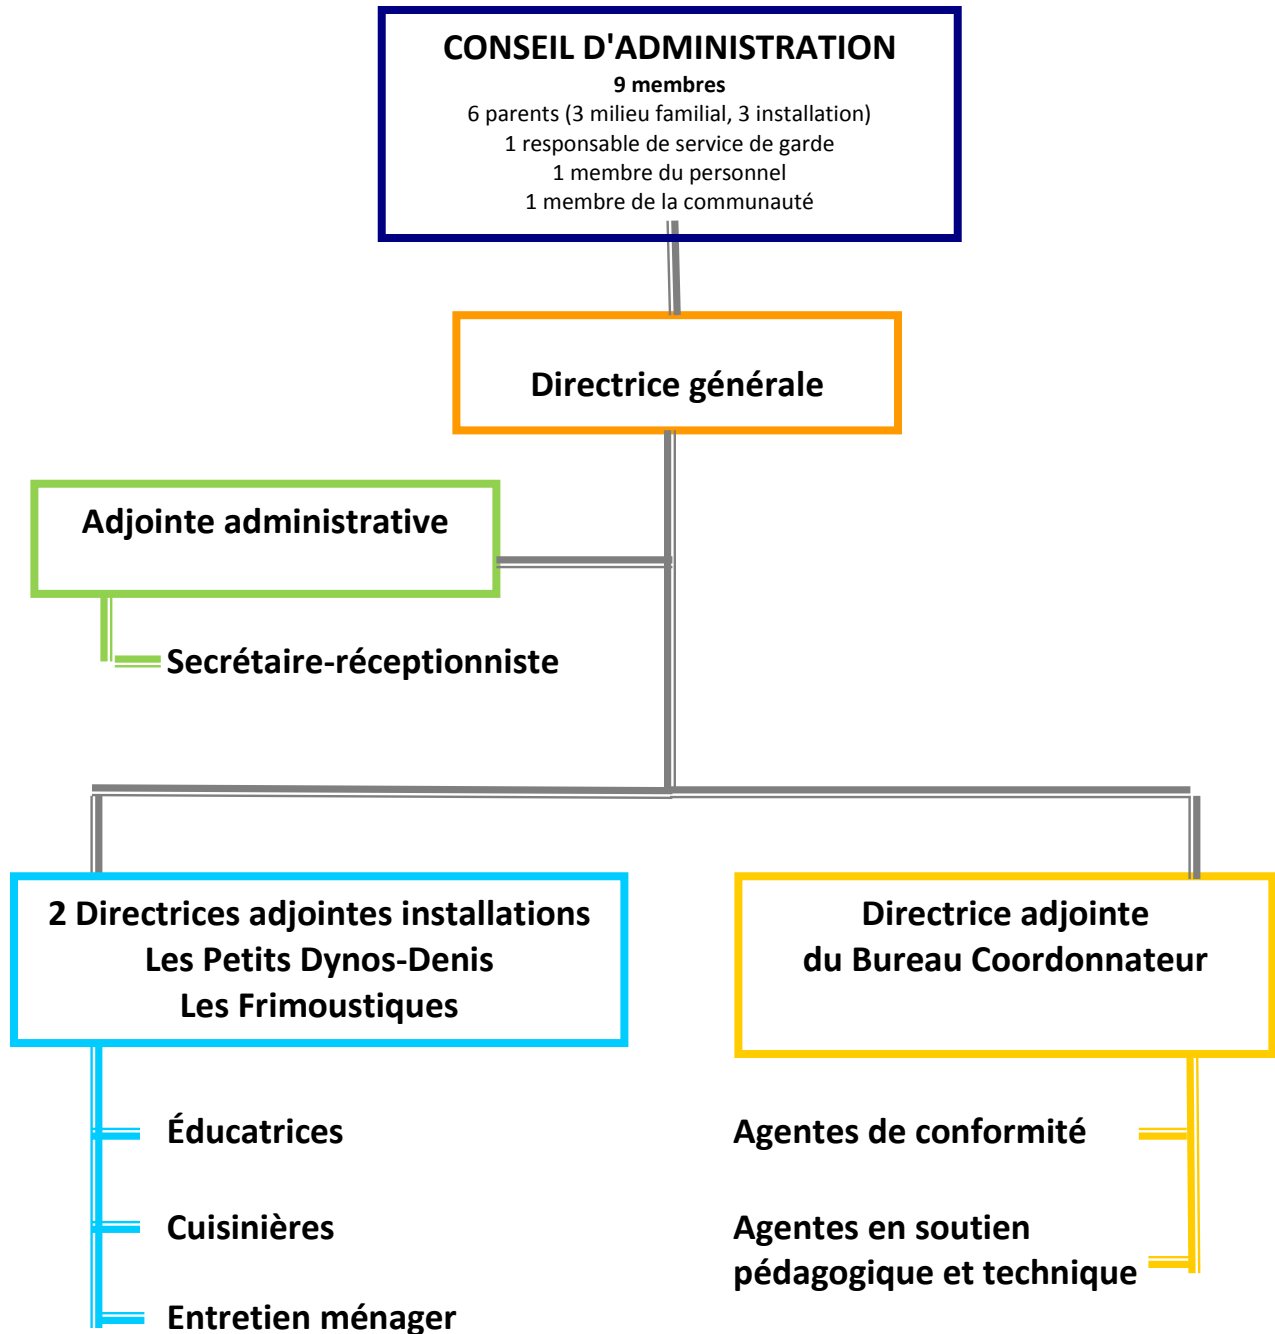 CONSEIL D'ADMINISTRATION
9 membres
6 parents (3 milieu familial, 3 installation)
1 responsable de service de garde
1 membre du personnel
1 membre de la communauté
Directrice générale
Adjointe administrative
Secrétaire-réceptionniste
2 Directrices adjointes installations
Les Petits Dynos-Denis
Les Frimoustiques
Éducatrices
Cuisinières
Entretien ménager
Directrice adjointe
du Bureau Coordonnateur
Agentes de conformité
Agentes en soutien
pédagogique et technique